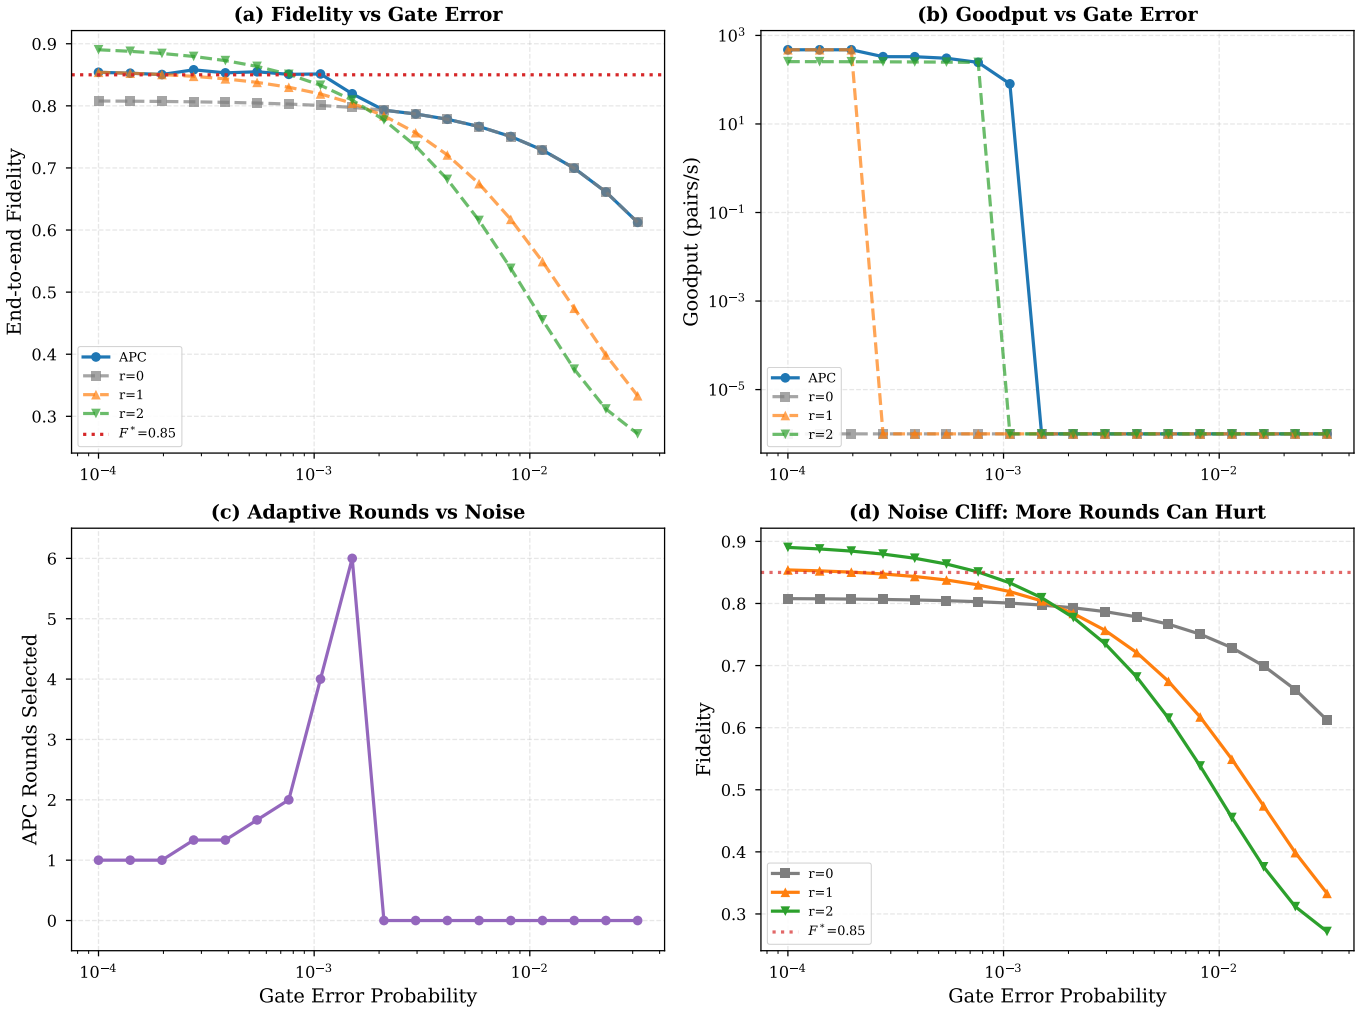 (a) Fidelity vs Gate Error
End-to-end Fidelity
0.9
0.8
0.7
0.6
0.5
0.4
0.3
APC
r=0
r=1
r=2
F*=0.85
10⁻⁴
10⁻³
10⁻²
(b) Goodput vs Gate Error
Goodput (pairs/s)
10³
10¹
10⁻¹
10⁻³
10⁻⁵
APC
r=0
r=1
r=2
10⁻⁴
10⁻³
10⁻²
(c) Adaptive Rounds vs Noise
APC Rounds Selected
6
5
4
3
2
1
0
10⁻⁴
10⁻³
10⁻²
Gate Error Probability
(d) Noise Cliff: More Rounds Can Hurt
Fidelity
0.9
0.8
0.7
0.6
0.5
0.4
0.3
r=0
r=1
r=2
F*=0.85
10⁻⁴
10⁻³
10⁻²
Gate Error Probability